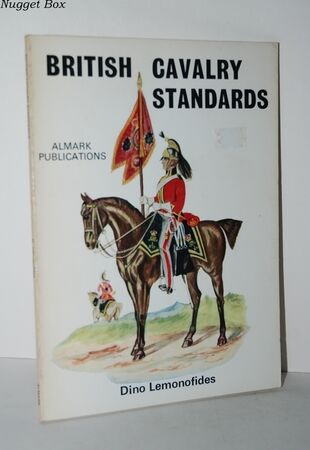 Nugget Box
BRITISH CAVALRY
STANDARDS
ALMARK
PUBLICATIONS
Dino Lemonofides